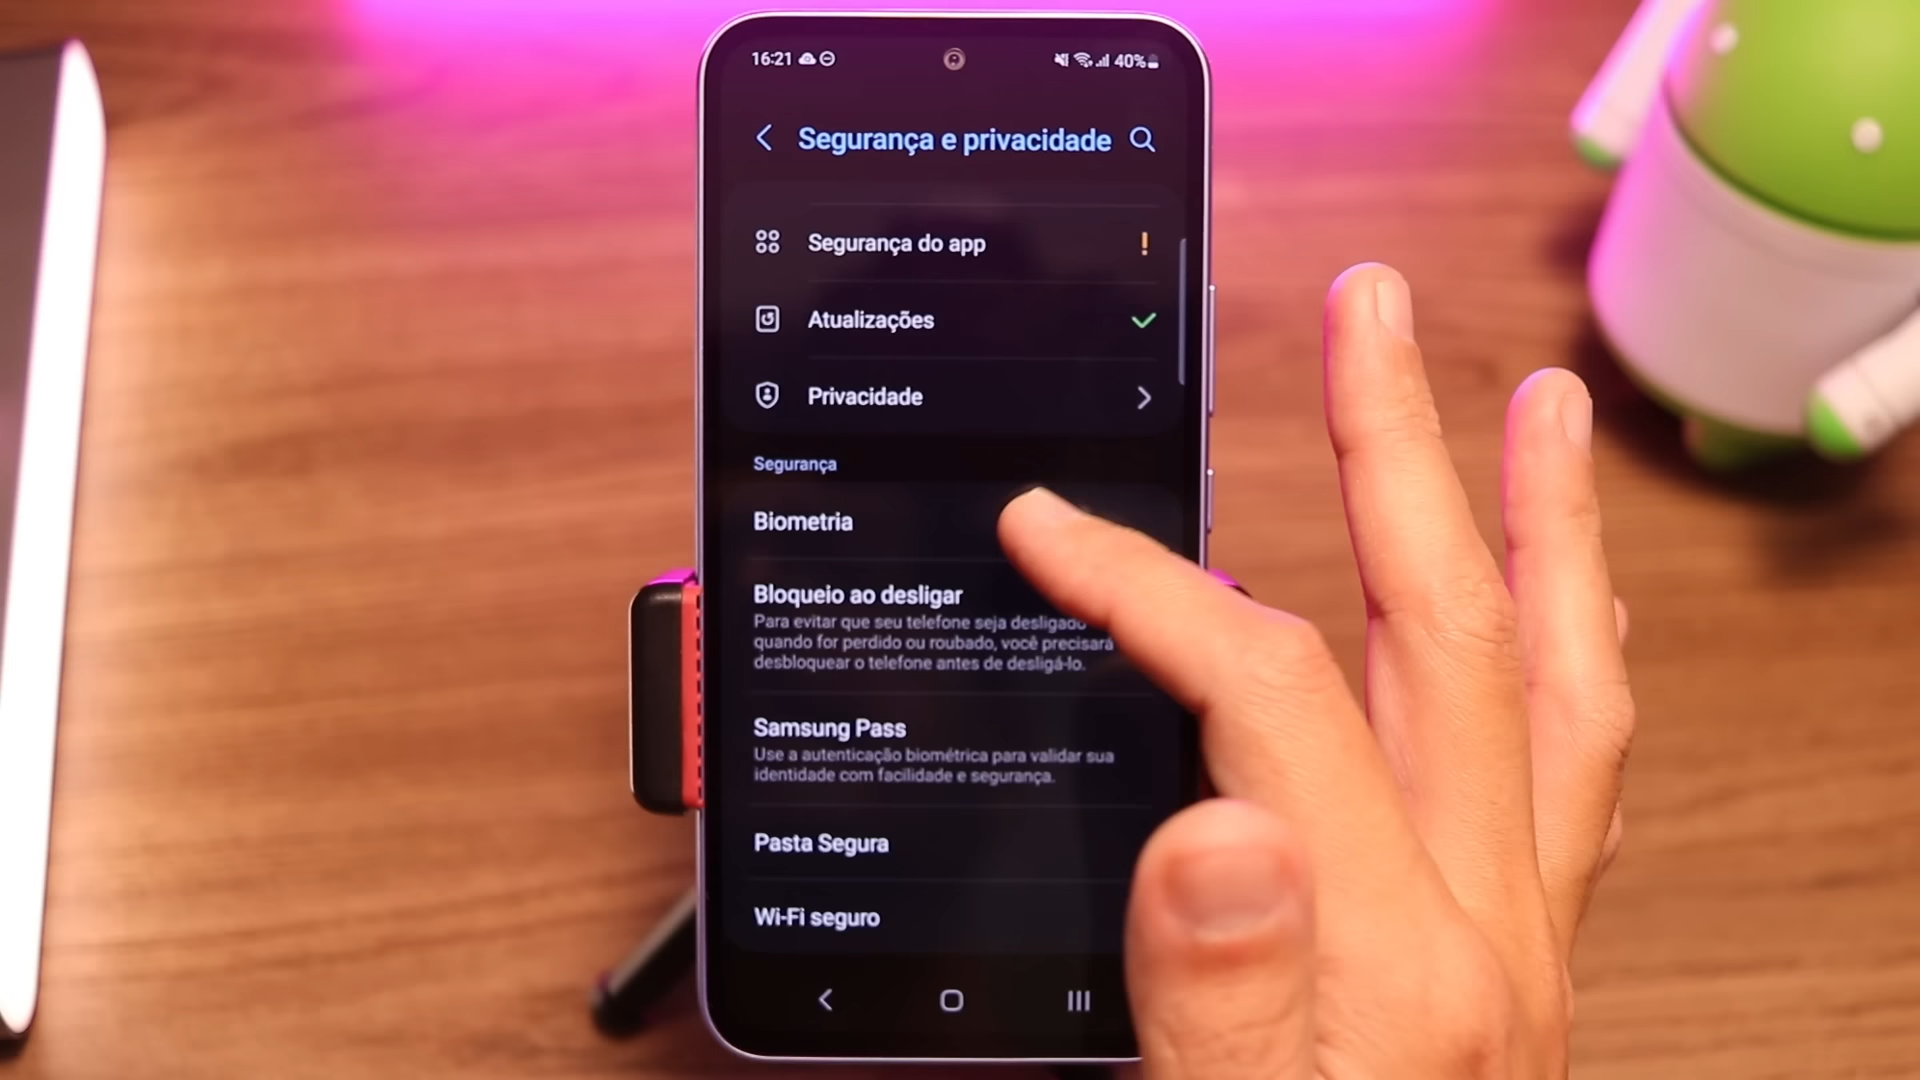 16:21
40%
Segurança e privacidade
Segurança do app
Atualizações
Privacidade
Segurança
Biometria
Bloqueio ao desligar
Para evitar que seu telefone seja desligado
quando for perdido ou roubado, você precisará
desbloquear o telefone antes de desligá-lo.
Samsung Pass
Use a autenticação biométrica para validar sua
identidade com facilidade e segurança.
Pasta Segura
Wi-Fi seguro